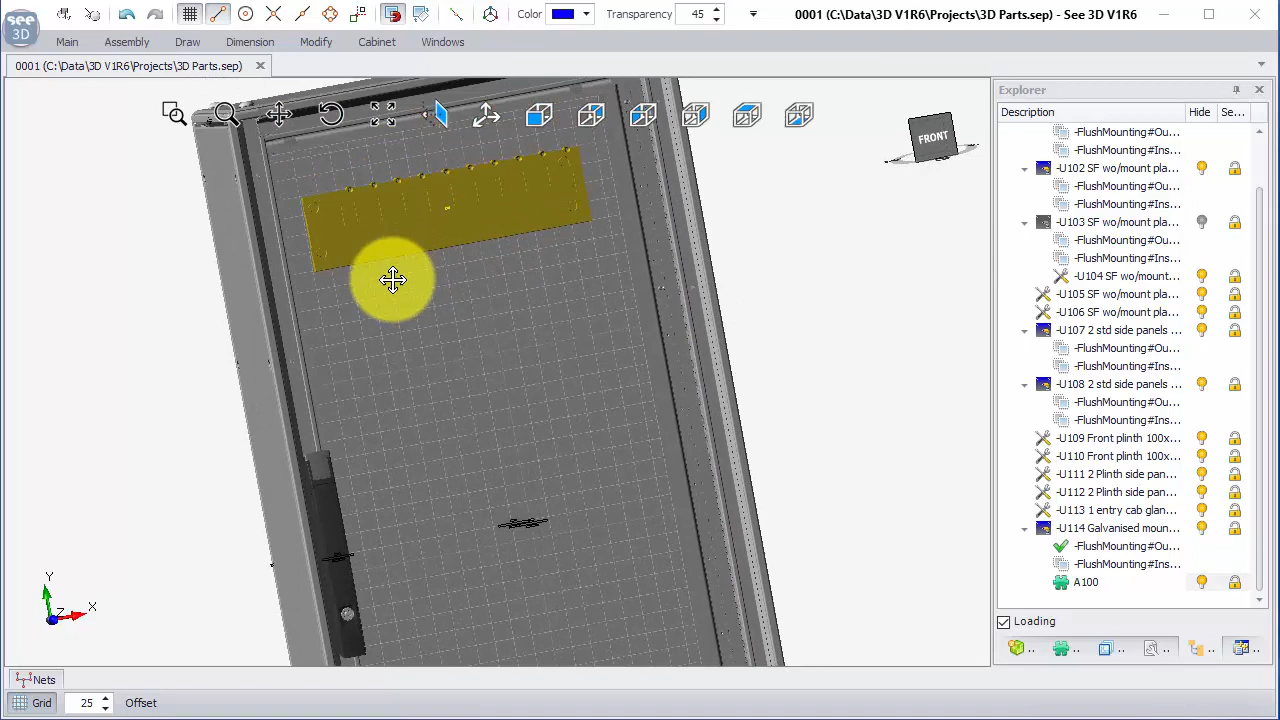 see
3D
Color
Transparency
45
0001 (C:\Data\3D V1R6\Projects\3D Parts.sep) - See 3D V1R6
Main
Assembly
Draw
Dimension
Modify
Cabinet
Windows
0001 (C:\Data\3D V1R6\Projects\3D Parts.sep)
FRONT
Y
Z
X
Explorer
Description
Hide
Se...
-FlushMounting#Ou...
-FlushMounting#Ins...
-U102 SF wo/mount pla...
-FlushMounting#Ou...
-FlushMounting#Ins...
-U103 SF wo/mount pla...
-FlushMounting#Ou...
-FlushMounting#Ins...
-U104 SF wo/mount...
-U105 SF wo/mount pla...
-U106 SF wo/mount pla...
-U107 2 std side panels ...
-FlushMounting#Ou...
-FlushMounting#Ins...
-U108 2 std side panels ...
-FlushMounting#Ou...
-FlushMounting#Ins...
-U109 Front plinth 100x...
-U110 Front plinth 100x...
-U111 2 Plinth side pan...
-U112 2 Plinth side pan...
-U113 1 entry cab glan...
-U114 Galvanised moun...
-FlushMounting#Ou...
-FlushMounting#Ins...
A100
Loading
Nets
Grid
25
Offset